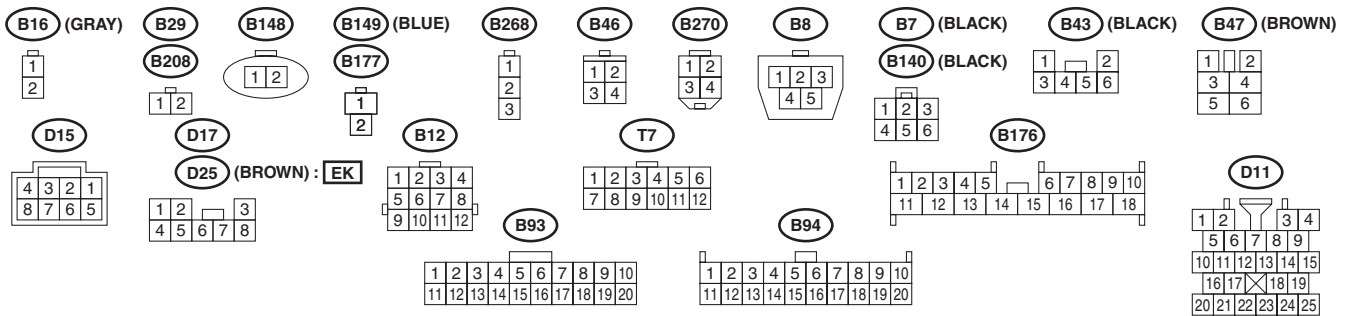 B16 (GRAY) B29 B148 B149 (BLUE) B268 B46 B270 B8 B7 (BLACK) B43 (BLACK) B47 (BROWN)
B208 B177 B140 (BLACK)
1
2
1 2
1 2
1
2
1
2
3
1 2
3 4
1 2
3 4
1 2 3
4 5
1 2 3
4 5 6
1 2
3 4 5 6
1 2
3 4
5 6
D15 D17 B12 T7 B176 D11
D25 (BROWN) : EK
4 3 2 1
8 7 6 5
1 2 3
4 5 6 7 8
1 2 3 4
5 6 7 8
9 10 11 12
1 2 3 4 5 6
7 8 9 10 11 12
1 2 3 4 5 6 7 8 9 10
11 12 13 14 15 16 17 18
1 2 3 4
5 6 7 8 9
10 11 12 13 14 15
16 17 18 19
20 21 22 23 24 25
B93 B94
1 2 3 4 5 6 7 8 9 10
11 12 13 14 15 16 17 18 19 20
1 2 3 4 5 6 7 8 9 10
11 12 13 14 15 16 17 18 19 20